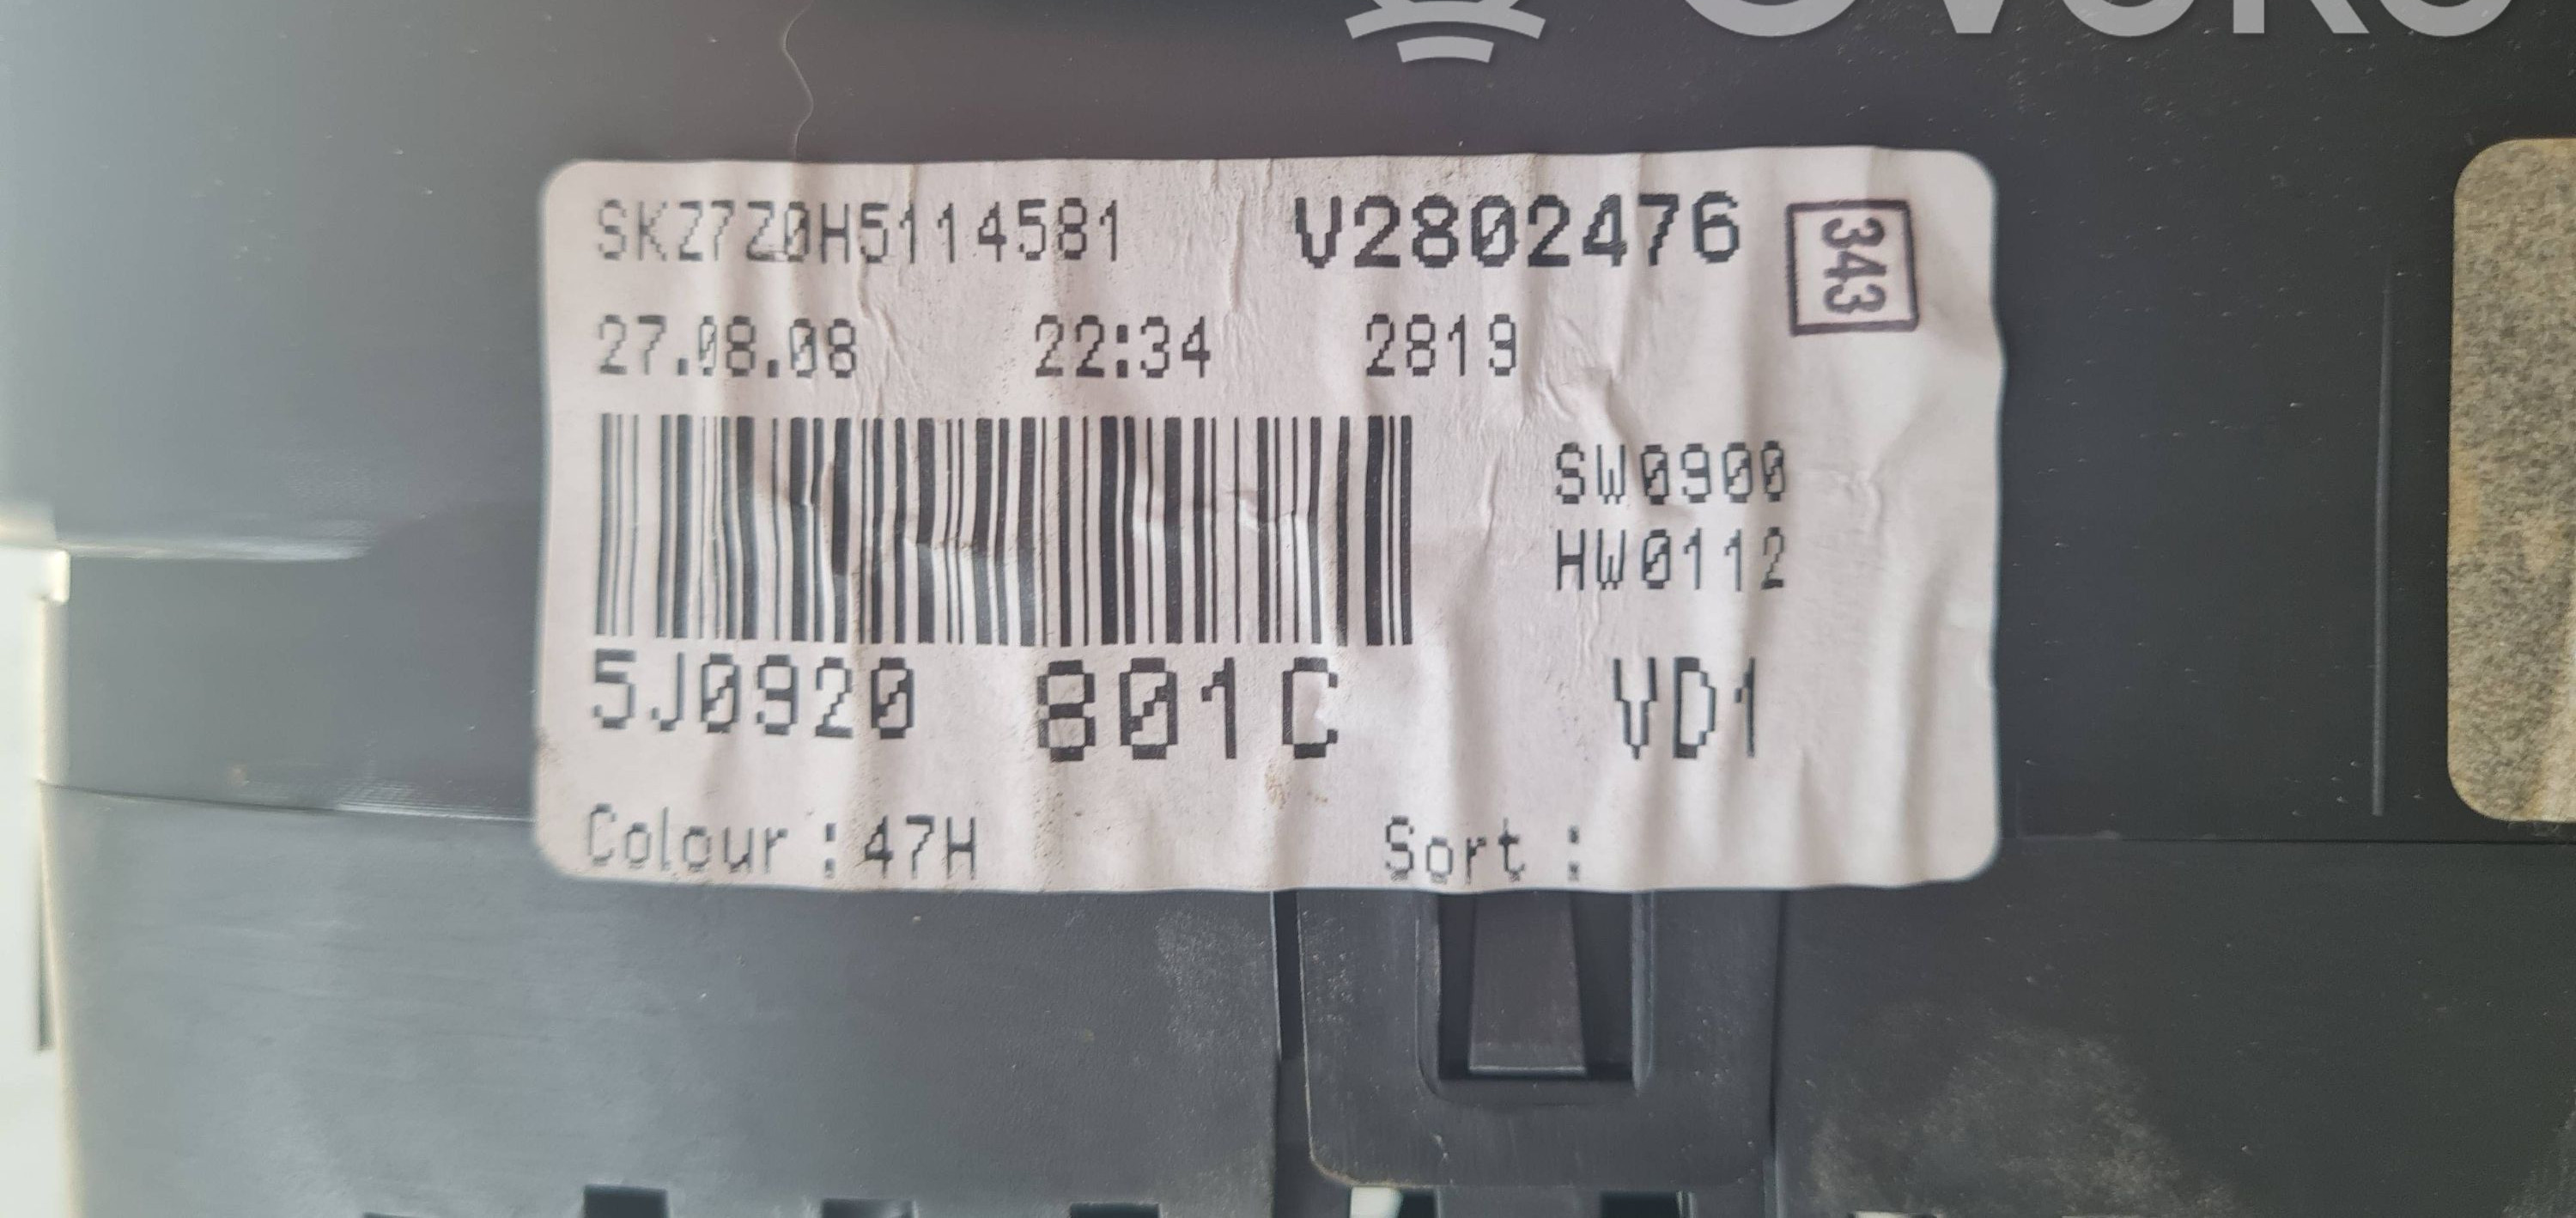 SKZ7Z0H5114581 V2802476 343
27.08.08 22:34 2819
SW0900
HW0112
5J0920 801C VD1
Colour : 47H Sort :